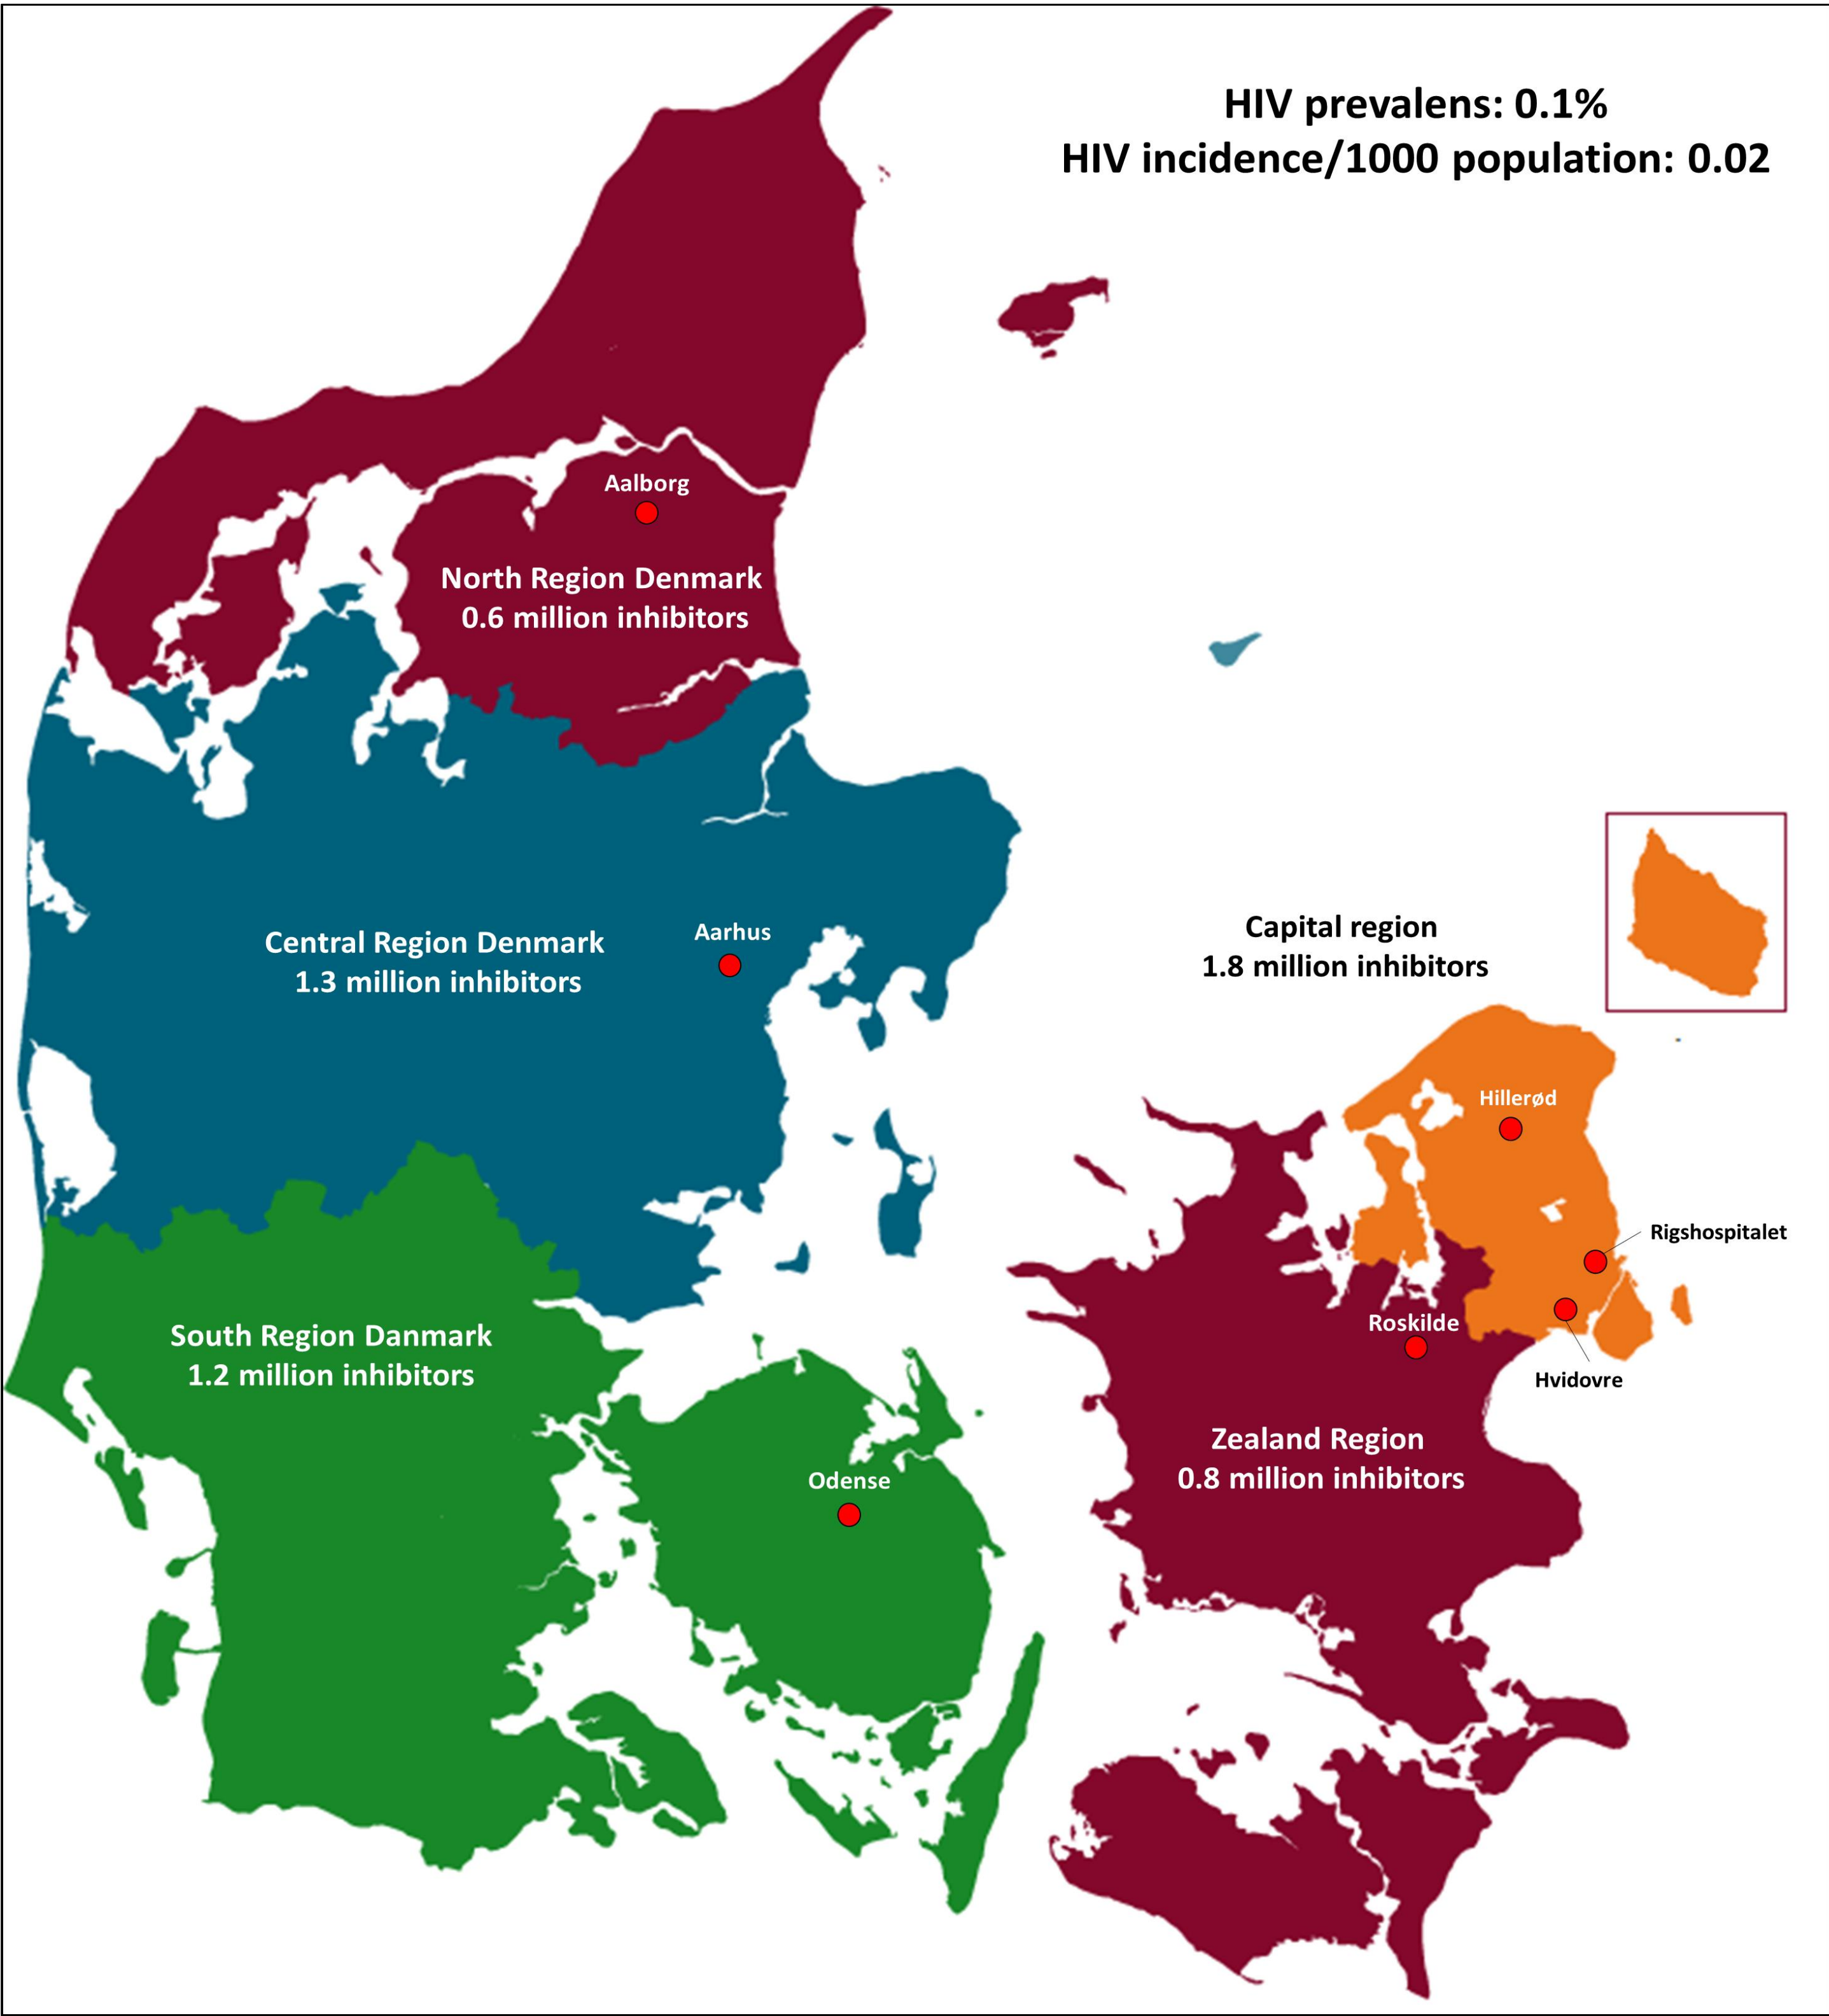 HIV prevalens: 0.1%
HIV incidence/1000 population: 0.02
Aalborg
North Region Denmark
0.6 million inhibitors
Central Region Denmark
1.3 million inhibitors
Aarhus
Capital region
1.8 million inhibitors
Hillerød
Rigshospitalet
Roskilde
Hvidovre
South Region Danmark
1.2 million inhibitors
Zealand Region
0.8 million inhibitors
Odense